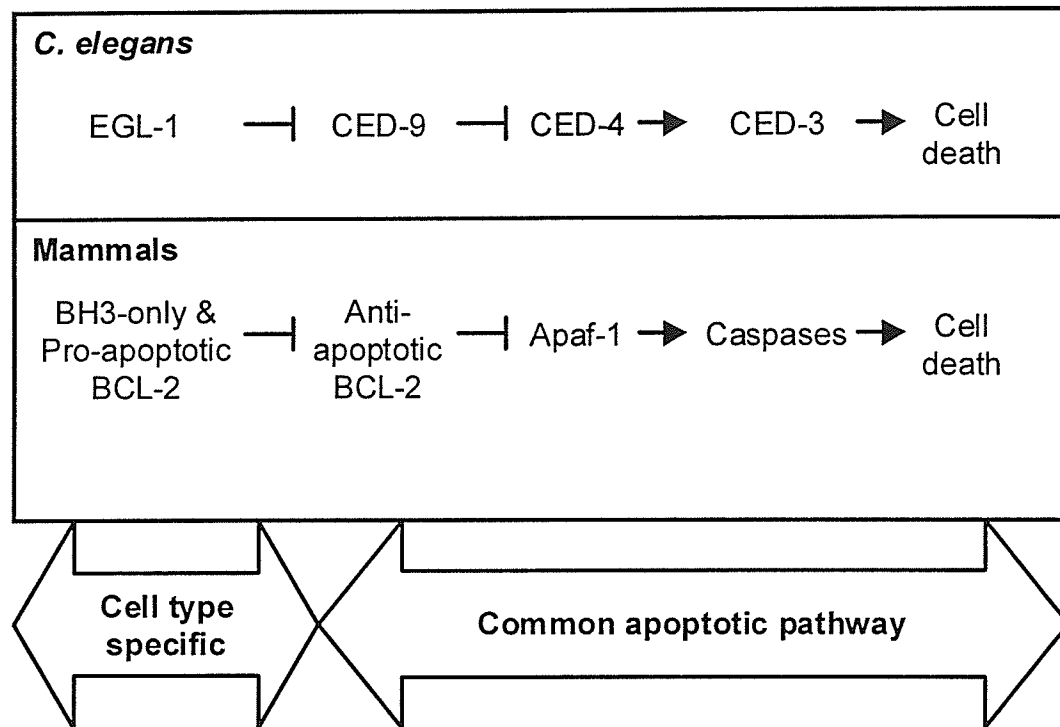 C. elegans
EGL-1 CED-9 CED-4 CED-3 Cell
death
Mammals
BH3-only &
Pro-apoptotic
BCL-2
Anti-
apoptotic
BCL-2
Apaf-1
Caspases
Cell
death
Cell type
specific
Common apoptotic pathway